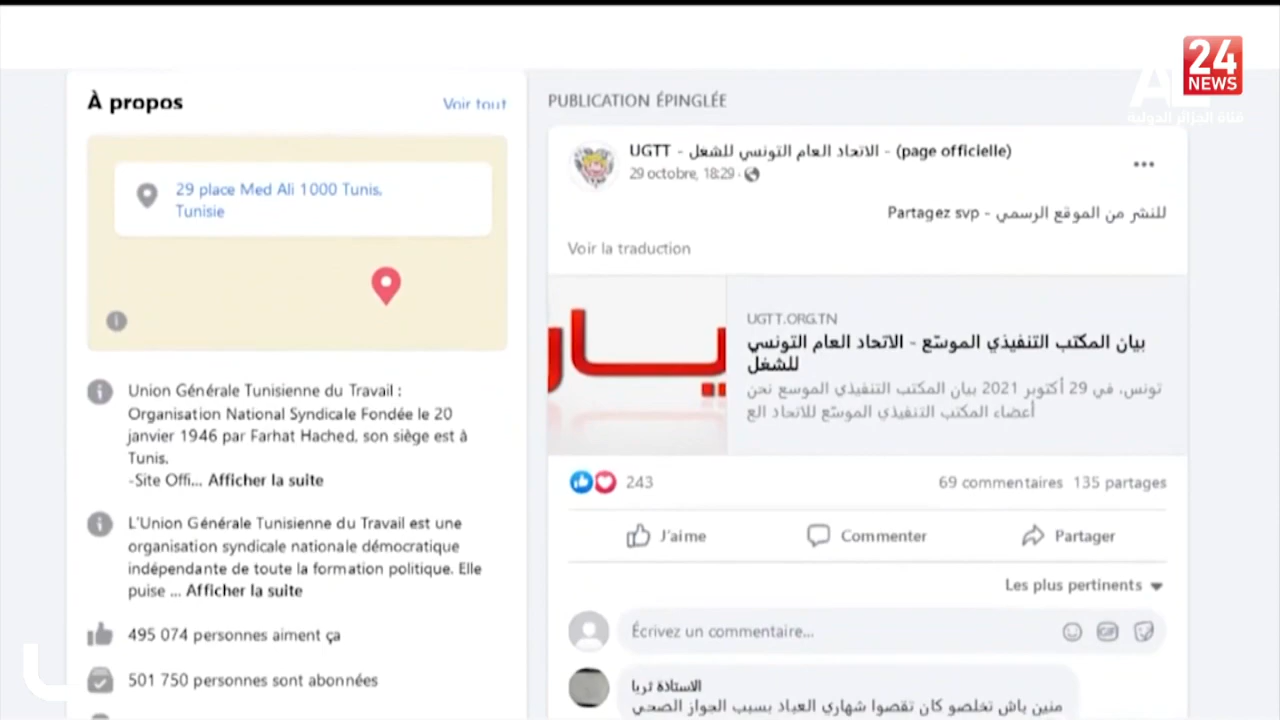 24
NEWS
AL
قناة الجزائر الدولية
À propos
Voir tout
29 place Med Ali 1000 Tunis,
Tunisie
Union Générale Tunisienne du Travail :
Organisation National Syndicale Fondée le 20
janvier 1946 par Farhat Hached, son siège est à
Tunis.
-Site Offi... Afficher la suite
L'Union Générale Tunisienne du Travail est une
organisation syndicale nationale démocratique
indépendante de toute la formation politique. Elle
puise ... Afficher la suite
495 074 personnes aiment ça
501 750 personnes sont abonnées
PUBLICATION ÉPINGLÉE
UGTT - الاتحاد العام التونسي للشغل - (page officielle)
29 octobre, 18:29 ·
للنشر من الموقع الرسمي - Partagez svp
Voir la traduction
UGTT.ORG.TN
بيان المكتب التنفيذي الموسّع - الاتحاد العام التونسي
للشغل
تونس، في 29 أكتوبر 2021 بيان المكتب التنفيذي الموسع نحن
أعضاء المكتب التنفيذي الموسّع للاتحاد الع
243
69 commentaires 135 partages
J'aime
Commenter
Partager
Les plus pertinents
Écrivez un commentaire...
GIF
الاستاذة ثريا
منين باش تخلصو كان تقصوا شهاري العباد بسبب الجواز الصحي